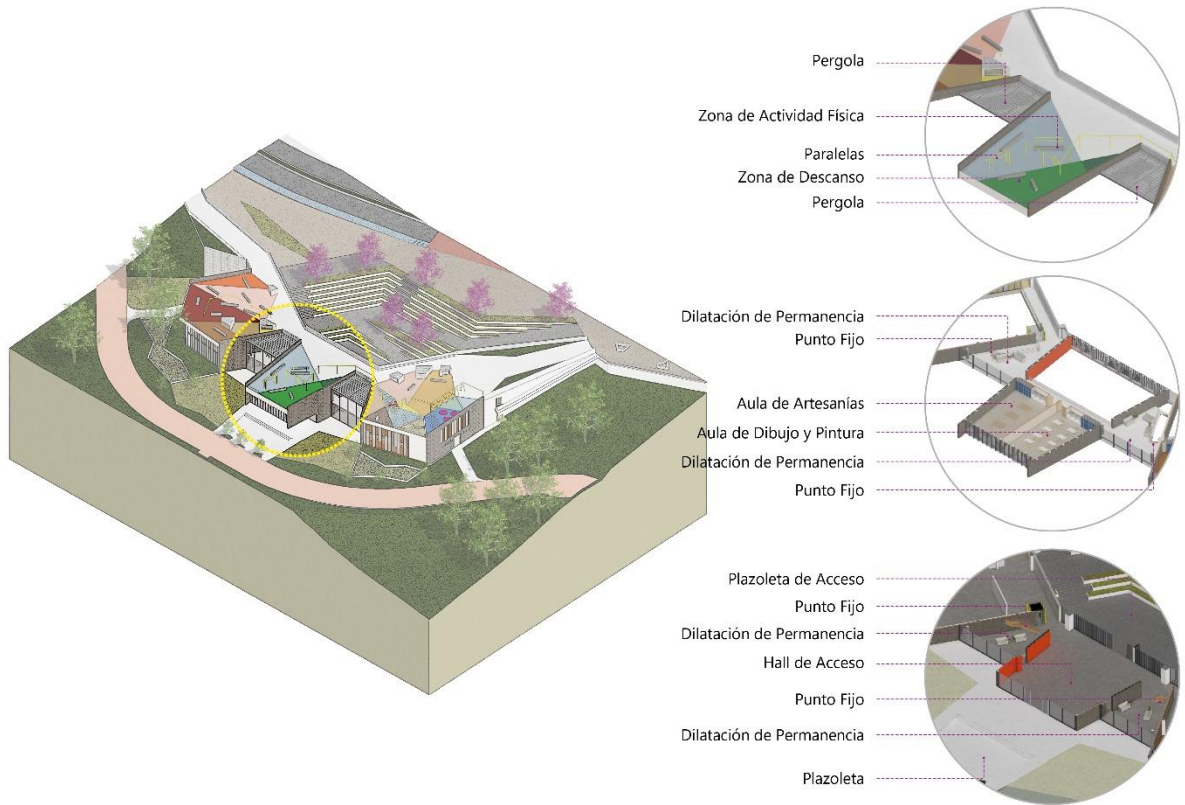 Pergola
Zona de Actividad Física
Paralelas
Zona de Descanso
Pergola
Dilatación de Permanencia
Punto Fijo
Aula de Artesanías
Aula de Dibujo y Pintura
Dilatación de Permanencia
Punto Fijo
Plazoleta de Acceso
Punto Fijo
Dilatación de Permanencia
Hall de Acceso
Punto Fijo
Dilatación de Permanencia
Plazoleta